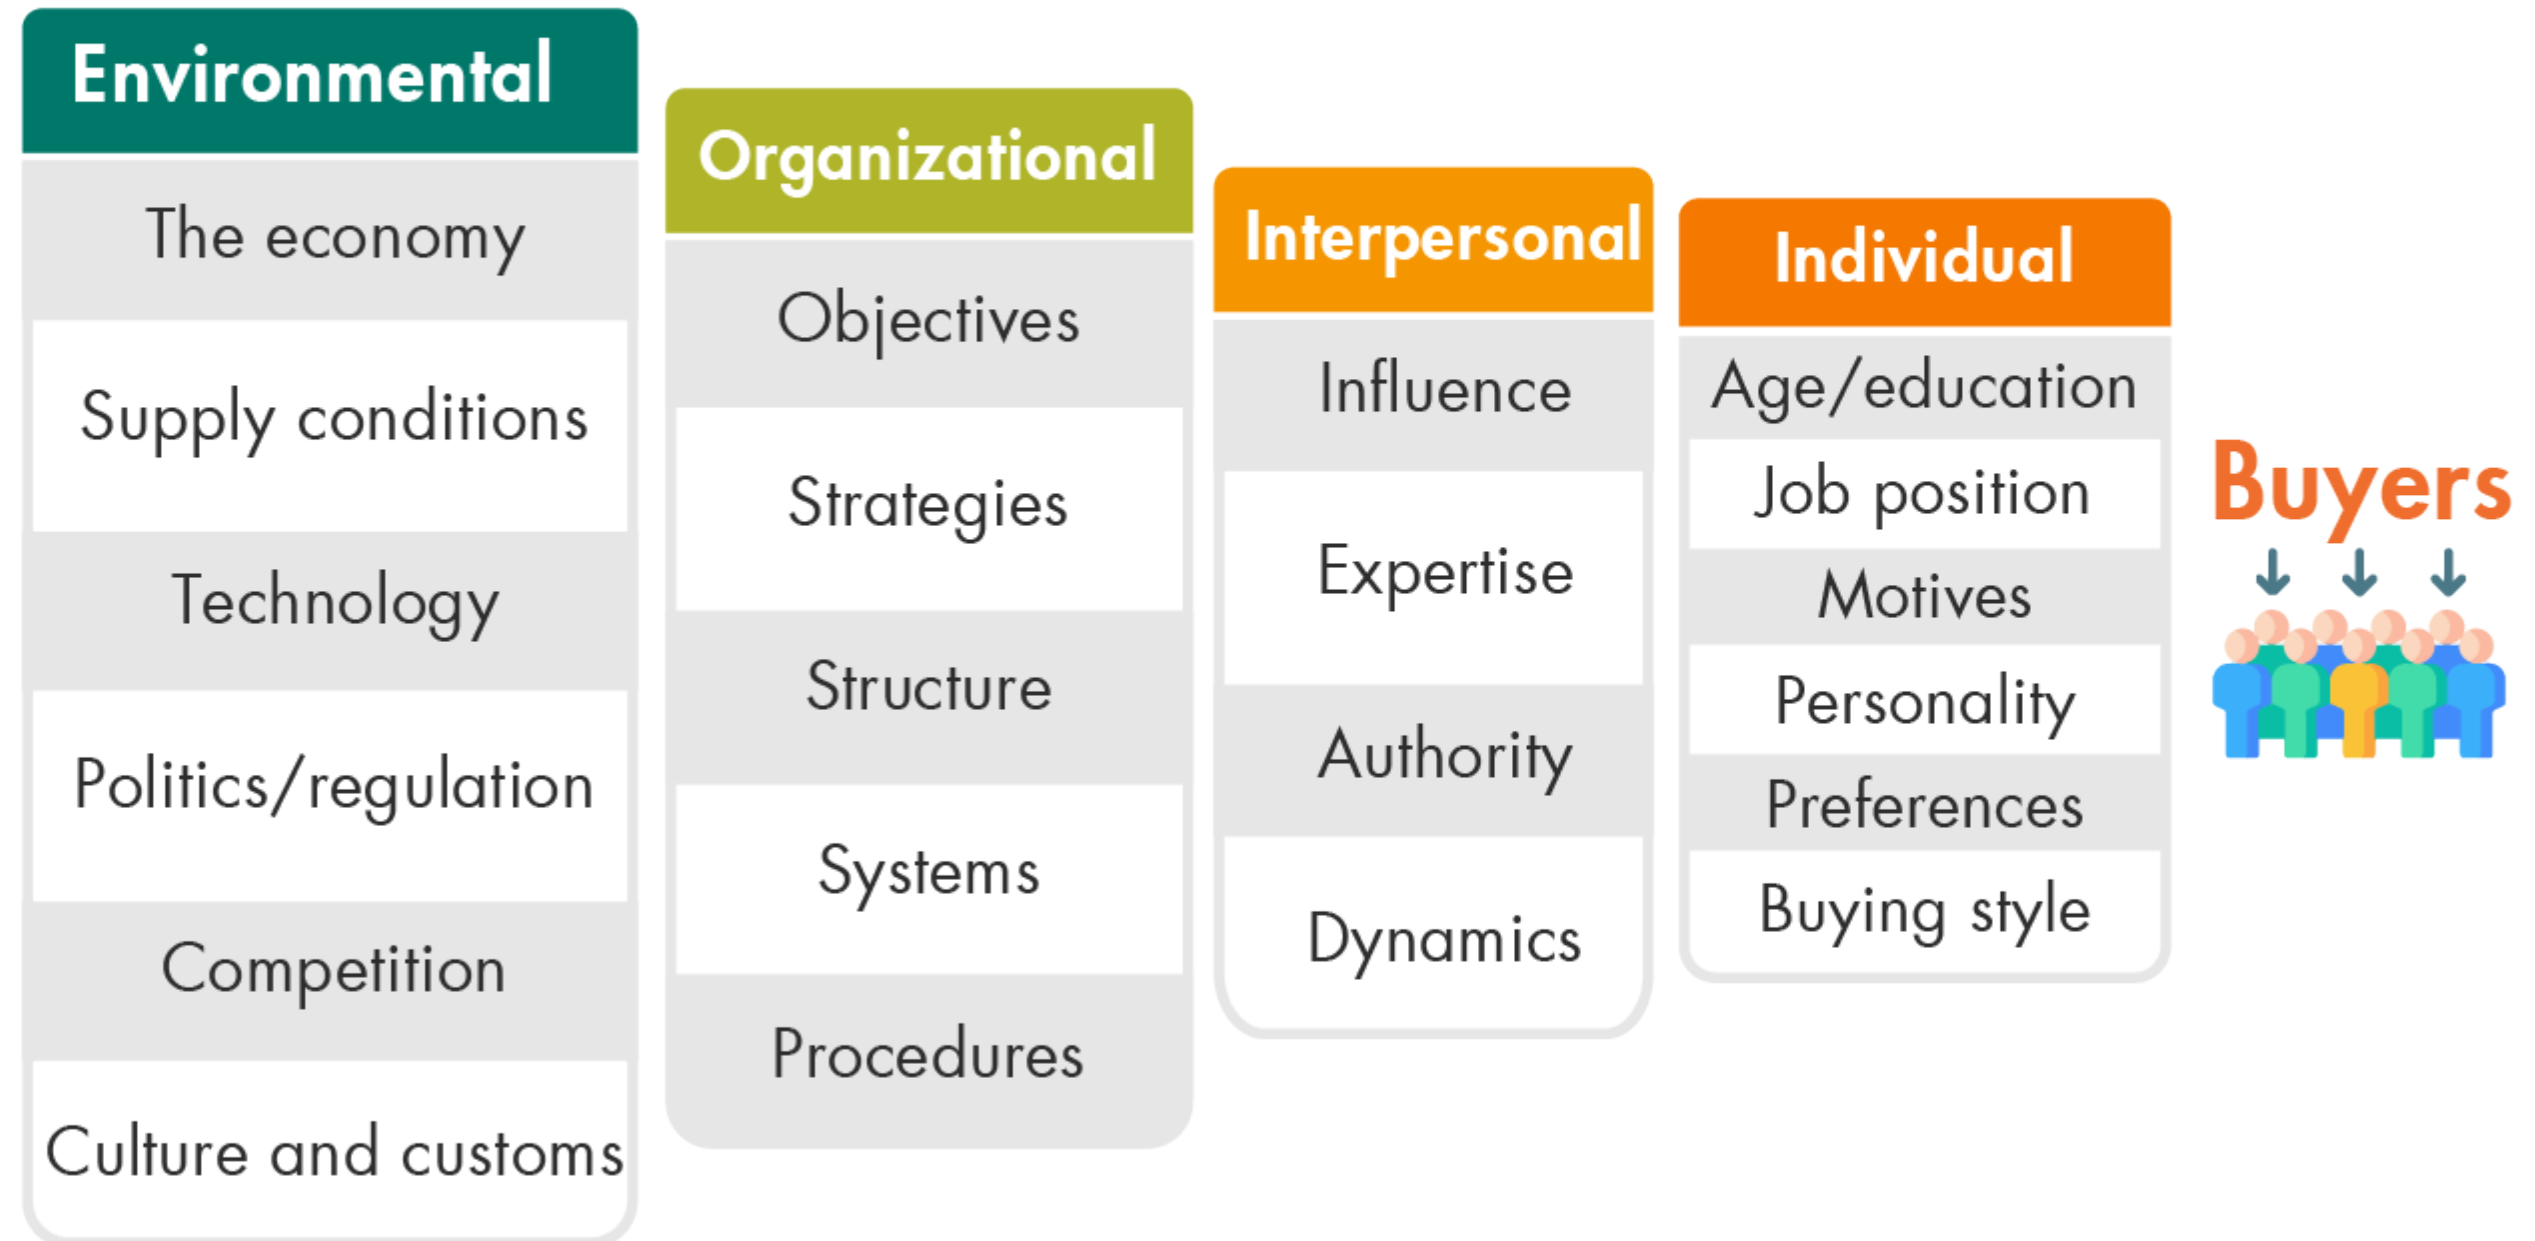 Environmental
The economy
Supply conditions
Technology
Politics/regulation
Competition
Culture and customs
Organizational
Objectives
Strategies
Structure
Systems
Procedures
Interpersonal
Influence
Expertise
Authority
Dynamics
Individual
Age/education
Job position
Motives
Personality
Preferences
Buying style
Buyers